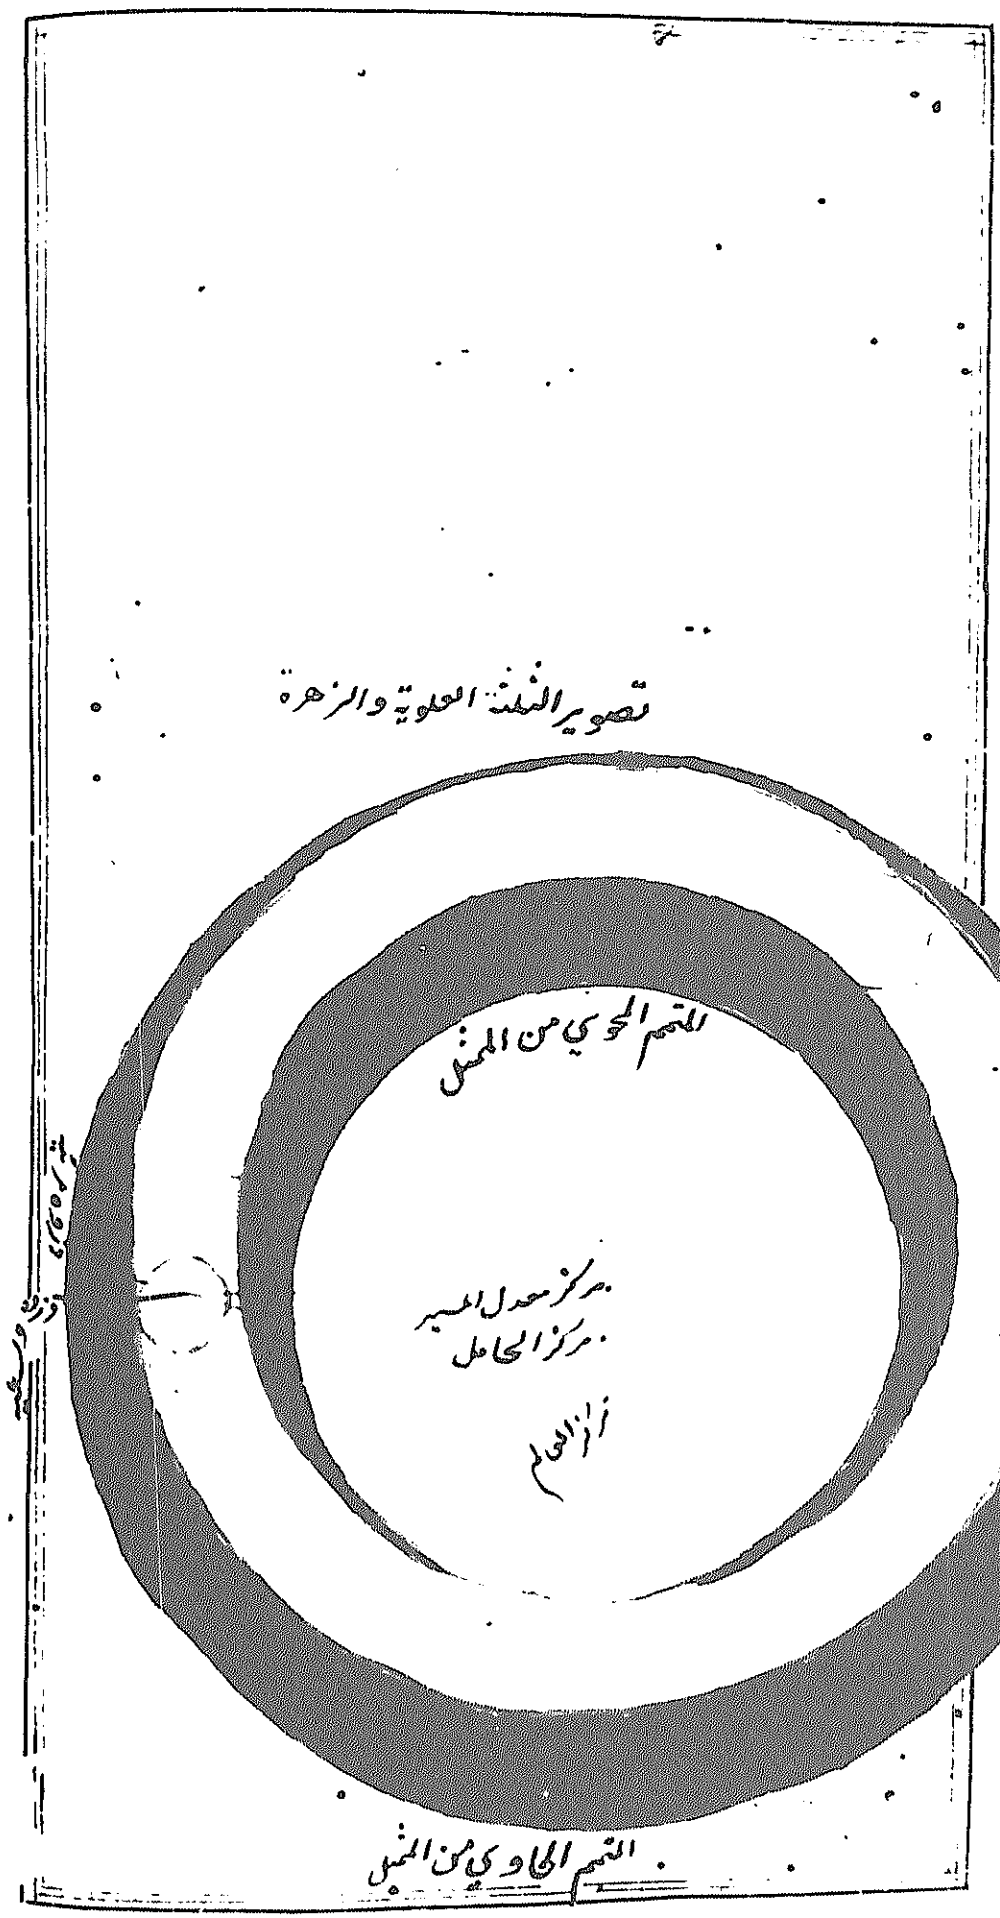 تصوير الثلثة العلوية والزهرة
المتمم المحوي من الممثل
مركز معدل المسير
مركز الحامل
مركز العالم
المتمم الحاوي من الممثل